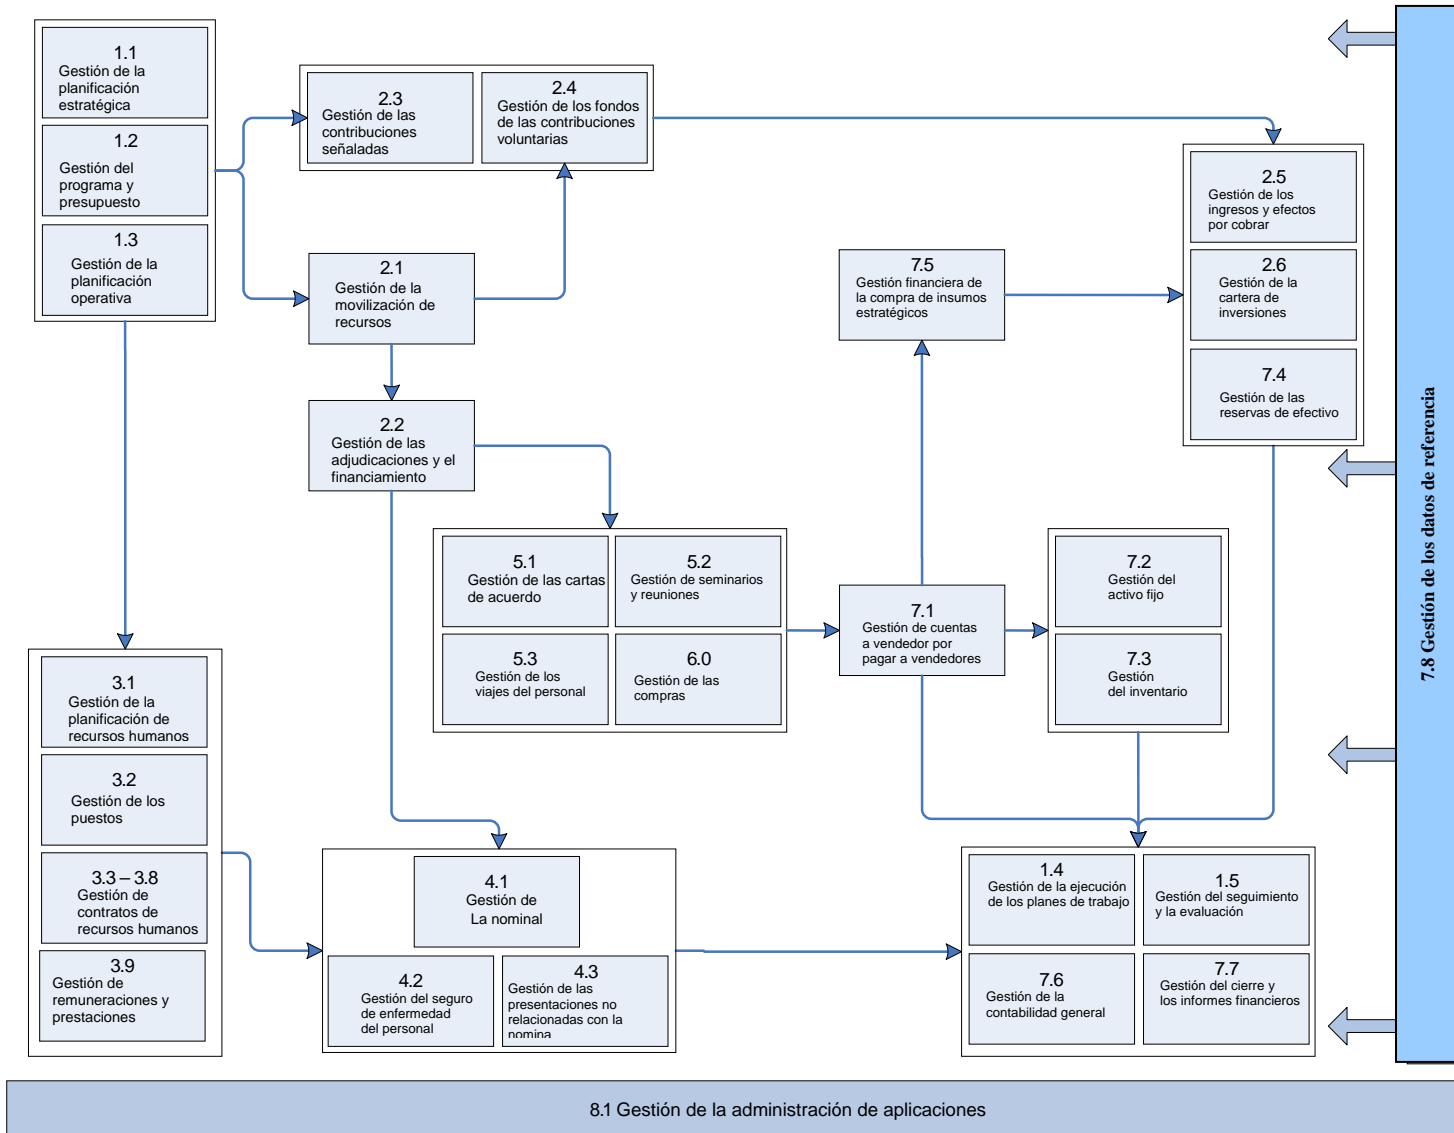 1.1
Gestión de la
planificación
estratégica
1.2
Gestión del
programa y
presupuesto
1.3
Gestión de la
planificación
operativa
2.3
Gestión de las
contribuciones
señaladas
2.4
Gestión de los fondos
de las contribuciones
voluntarias
2.1
Gestión de la
movilización de
recursos
2.2
Gestión de las
adjudicaciones y el
financiamiento
7.5
Gestión financiera de
la compra de insumos
estratégicos
2.5
Gestión de los
ingresos y efectos
por cobrar
2.6
Gestión de la
cartera de
inversiones
7.4
Gestión de las
reservas de efectivo
5.1
Gestión de las cartas
de acuerdo
5.2
Gestión de seminarios
y reuniones
5.3
Gestión de los
viajes del personal
6.0
Gestión de las
compras
7.1
Gestión de cuentas
a vendedor por
pagar a vendedores
7.2
Gestión del
activo fijo
7.3
Gestión
del inventario
3.1
Gestión de la
planificación de
recursos humanos
3.2
Gestión de los
puestos
3.3 – 3.8
Gestión de
contratos de
recursos humanos
3.9
Gestión de
remuneraciones y
prestaciones
4.1
Gestión de
La nominal
4.2
Gestión del seguro
de enfermedad
del personal
4.3
Gestión de las
presentaciones no
relacionadas con la
nomina
1.4
Gestión de la ejecución
de los planes de trabajo
1.5
Gestión del seguimiento
y la evaluación
7.6
Gestión de la
contabilidad general
7.7
Gestión del cierre y
los informes financieros
7.8 Gestión de los datos de referencia
8.1 Gestión de la administración de aplicaciones